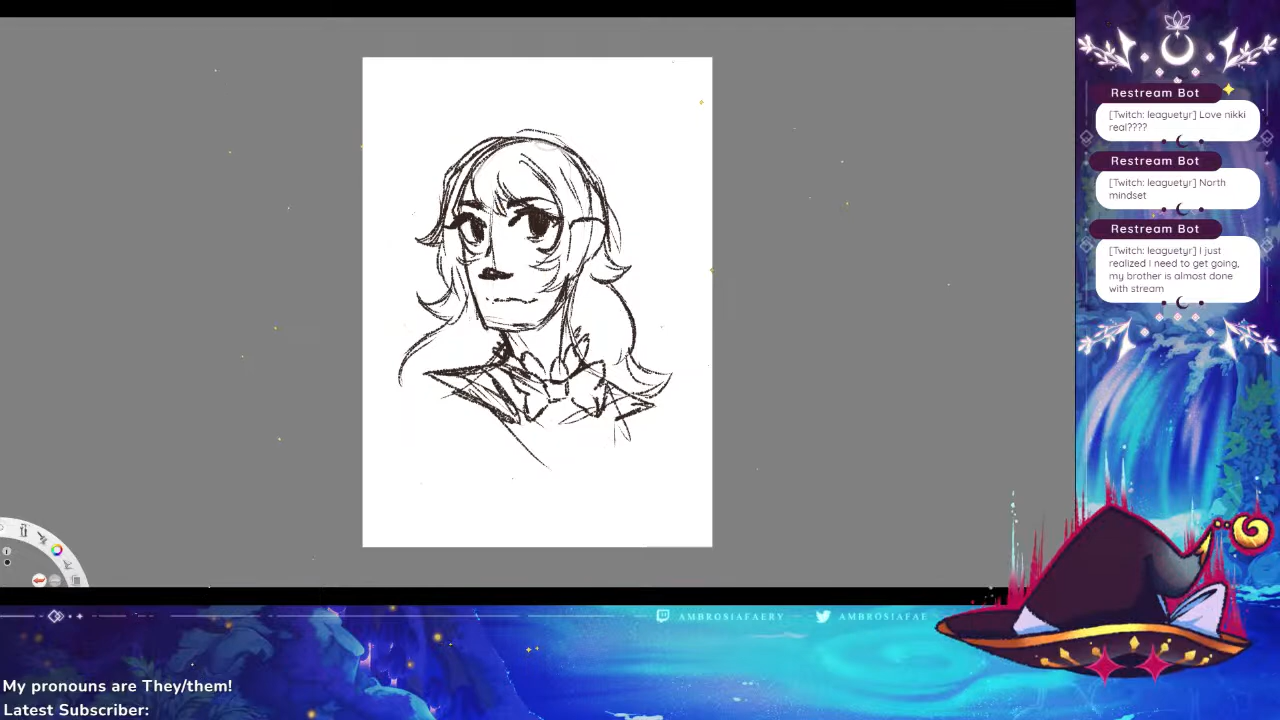 Restream Bot
[Twitch: leaguetyr] Love nikki
real????
Restream Bot
[Twitch: leaguetyr] North
mindset
Restream Bot
[Twitch: leaguetyr] I just
realized I need to get going,
my brother is almost done
with stream
AMBROSIAFAERY AMBROSIAFAE
My pronouns are They/them!
Latest Subscriber: